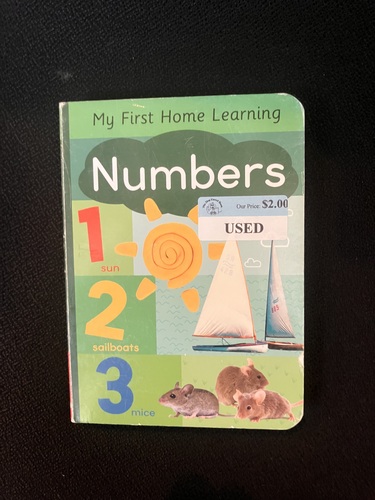 My First Home Learning
Numbers
Our Price: $2.00
USED
1
sun
2
sailboats
3
mice